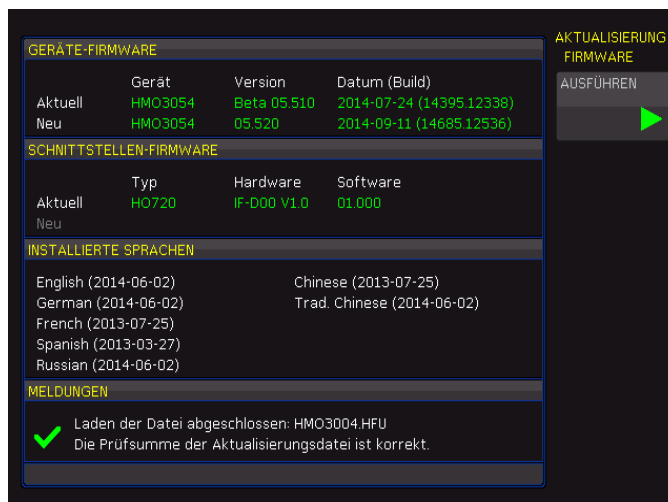 AKTUALISIERUNG
FIRMWARE
AUSFÜHREN
GERÄTE-FIRMWARE
Gerät Version Datum (Build)
Aktuell HMO3054 Beta 05.510 2014-07-24 (14395.12338)
Neu HMO3054 05.520 2014-09-11 (14685.12536)
SCHNITTSTELLEN-FIRMWARE
Typ Hardware Software
Aktuell HO720 IF-D00 V1.0 01.000
Neu
INSTALLIERTE SPRACHEN
English (2014-06-02) Chinese (2013-07-25)
German (2014-06-02) Trad. Chinese (2014-06-02)
French (2013-07-25)
Spanish (2013-03-27)
Russian (2014-06-02)
MELDUNGEN
Laden der Datei abgeschlossen: HMO3004.HFU
Die Prüfsumme der Aktualisierungsdatei ist korrekt.